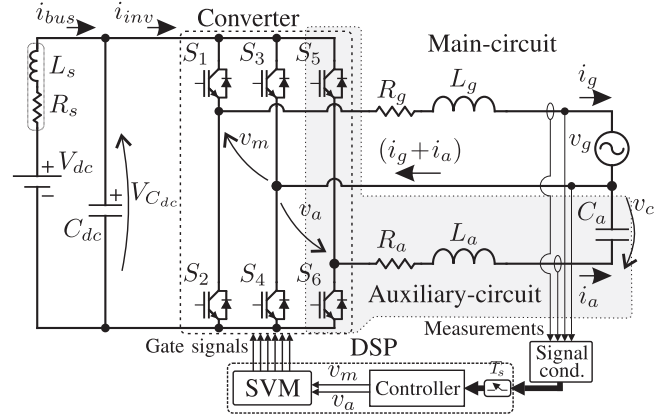 i_bus i_inv Converter
S_1 S_3 S_5 Main-circuit
L_s
R_s
R_g L_g i_g
v_m (i_g+i_a) v_g
+ V_dc
−
+ V_C_dc
C_dc
v_a C_a v_c
R_a L_a
S_2 S_4 S_6 Auxiliary-circuit i_a
Measurements
Gate signals DSP
Signal
cond.
SVM v_m Controller T_s
v_a